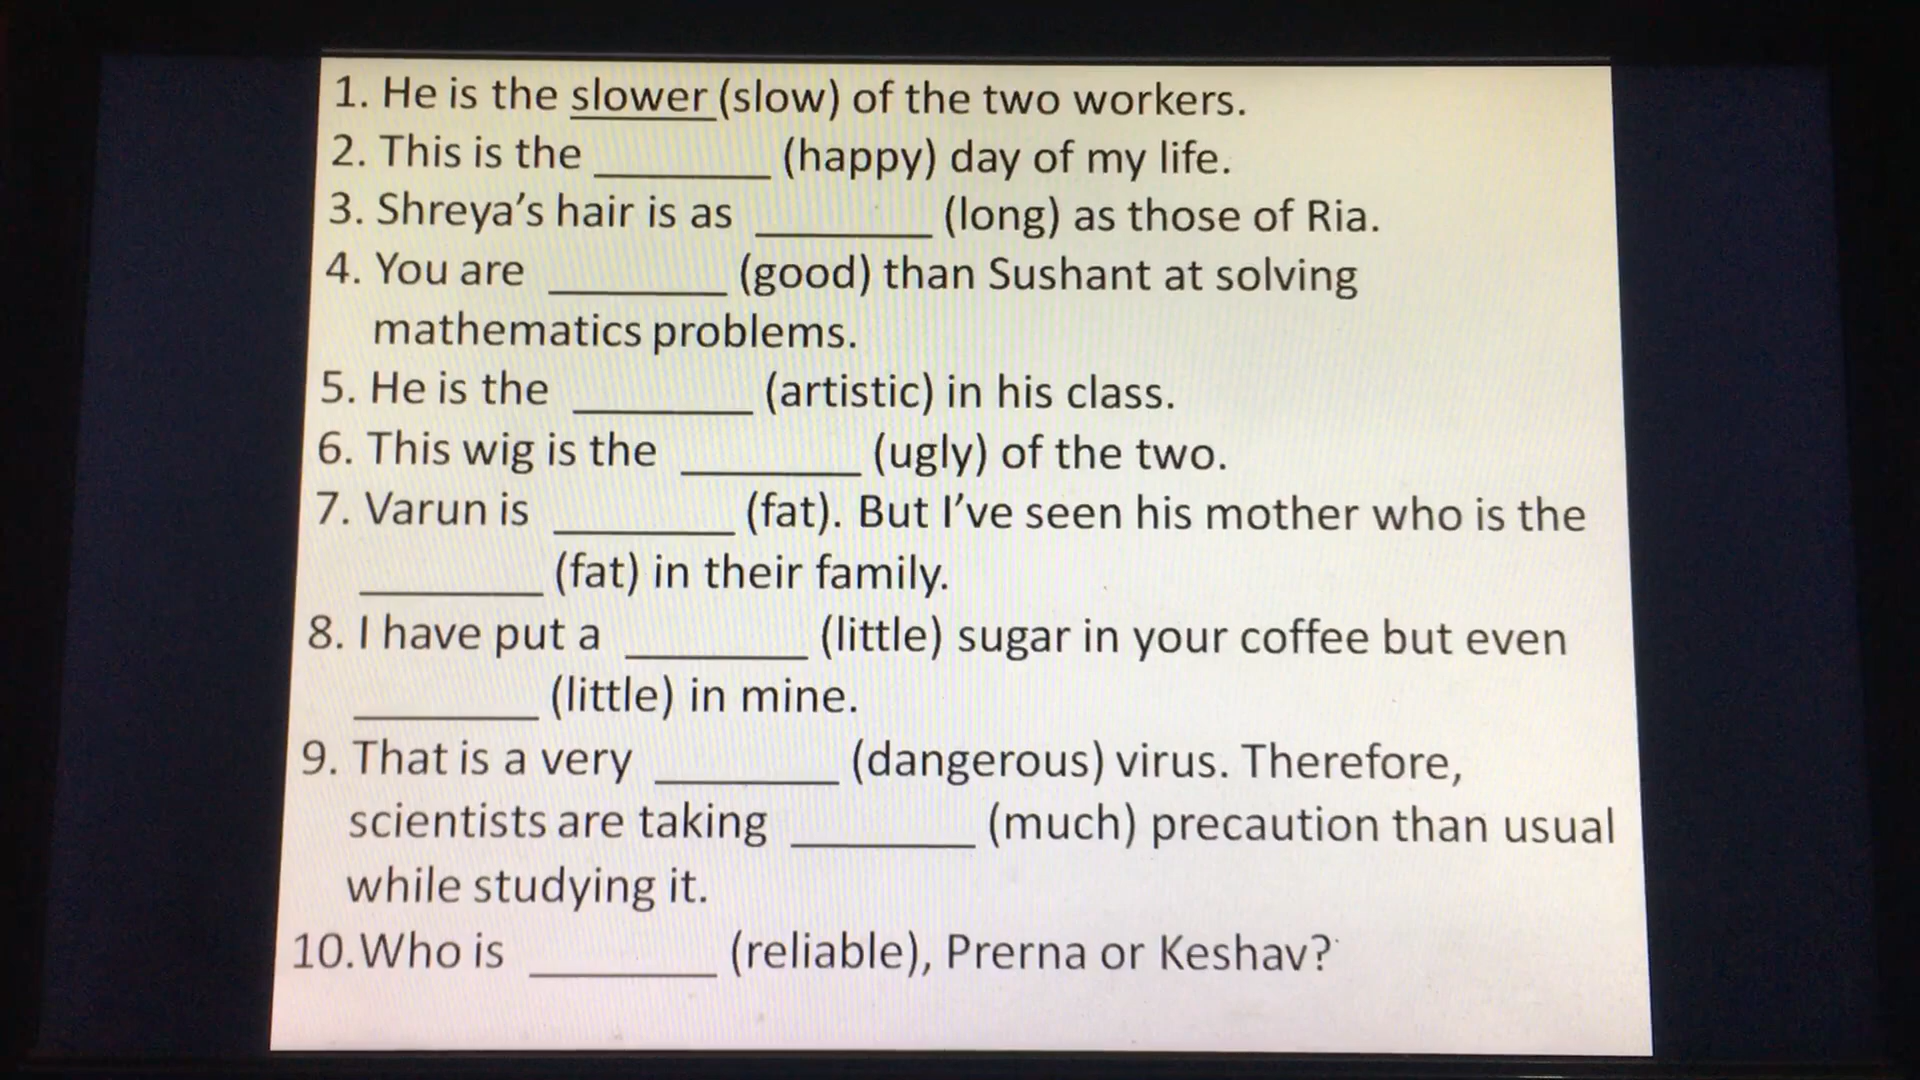 1. He is the slower (slow) of the two workers.
2. This is the ________ (happy) day of my life.
3. Shreya’s hair is as ________ (long) as those of Ria.
4. You are ________ (good) than Sushant at solving
mathematics problems.
5. He is the ________ (artistic) in his class.
6. This wig is the ________ (ugly) of the two.
7. Varun is ________ (fat). But I’ve seen his mother who is the
________ (fat) in their family.
8. I have put a ________ (little) sugar in your coffee but even
________ (little) in mine.
9. That is a very ________ (dangerous) virus. Therefore,
scientists are taking ________ (much) precaution than usual
while studying it.
10.Who is ________ (reliable), Prerna or Keshav?